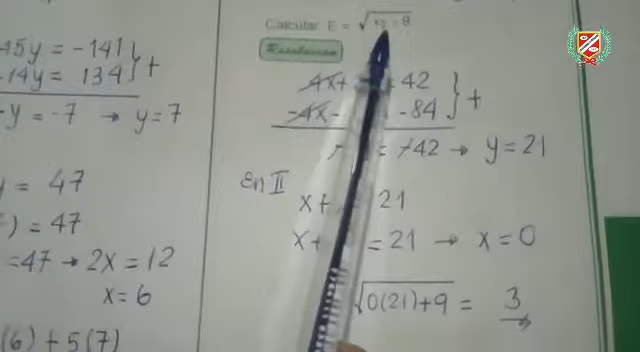 45y = -141
-14y = 134 } +
-y = -7 → y = 7
y = 47
) = 47
= 47 → 2x = 12
x = 6
(6) + 5(7)
Calcular E =
Resolución
4x+ 42
-4x- -84 } +
= -42 → y = 21
En II
x+ 21
x+ = 21 → x = 0
√0(21)+9 = 3